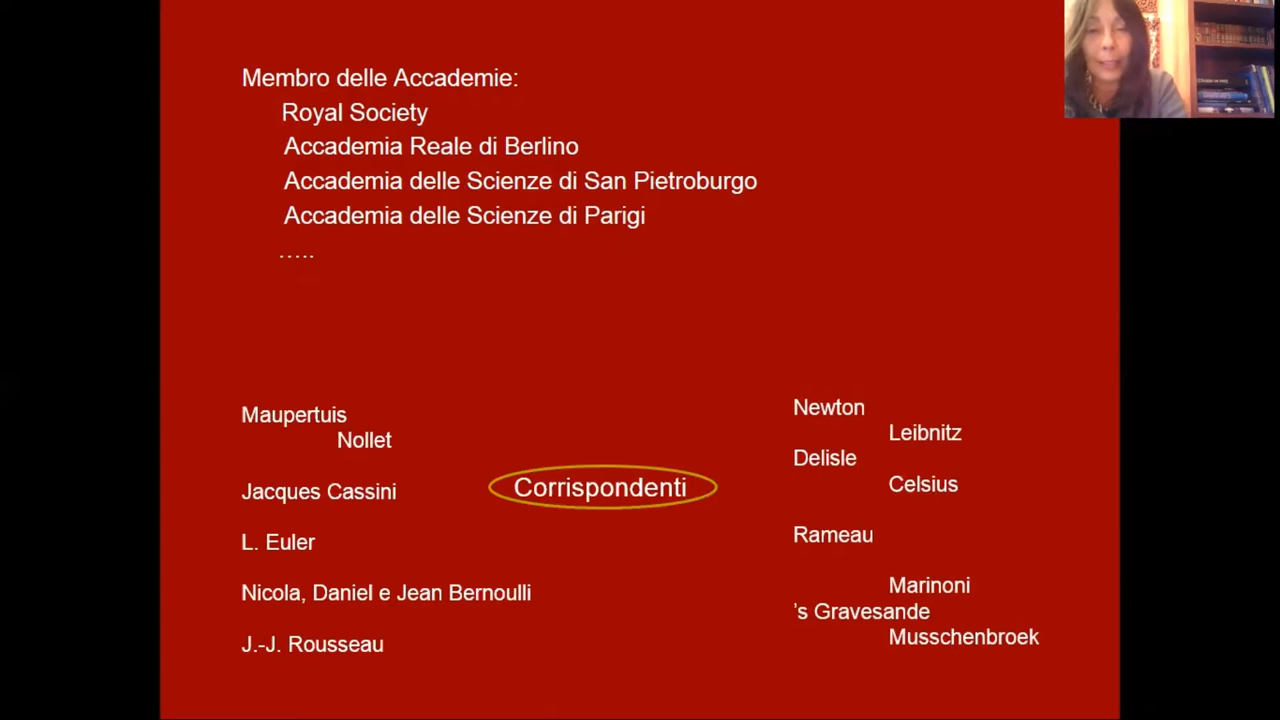 Membro delle Accademie:
Royal Society
Accademia Reale di Berlino
Accademia delle Scienze di San Pietroburgo
Accademia delle Scienze di Parigi
…..
Maupertuis
Nollet
Jacques Cassini
L. Euler
Nicola, Daniel e Jean Bernoulli
J.-J. Rousseau
Corrispondenti
Newton
Leibnitz
Delisle
Celsius
Rameau
Marinoni
’s Gravesande
Musschenbroek